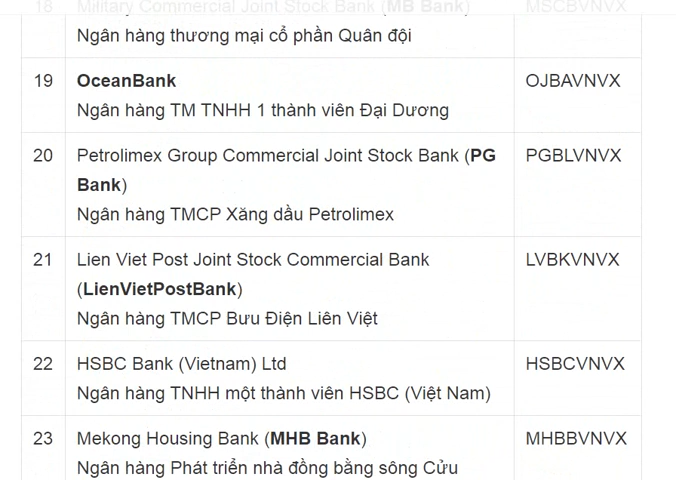 18 Military Commercial Joint Stock Bank (MB Bank) MSCBVNVX
Ngân hàng thương mại cổ phần Quân đội
19 OceanBank OJBAVNVX
Ngân hàng TM TNHH 1 thành viên Đại Dương
20 Petrolimex Group Commercial Joint Stock Bank (PG PGBLVNVX
Bank)
Ngân hàng TMCP Xăng dầu Petrolimex
21 Lien Viet Post Joint Stock Commercial Bank LVBKVNVX
(LienVietPostBank)
Ngân hàng TMCP Bưu Điện Liên Việt
22 HSBC Bank (Vietnam) Ltd HSBCVNVX
Ngân hàng TNHH một thành viên HSBC (Việt Nam)
23 Mekong Housing Bank (MHB Bank) MHBBVNVX
Ngân hàng Phát triển nhà đồng bằng sông Cửu